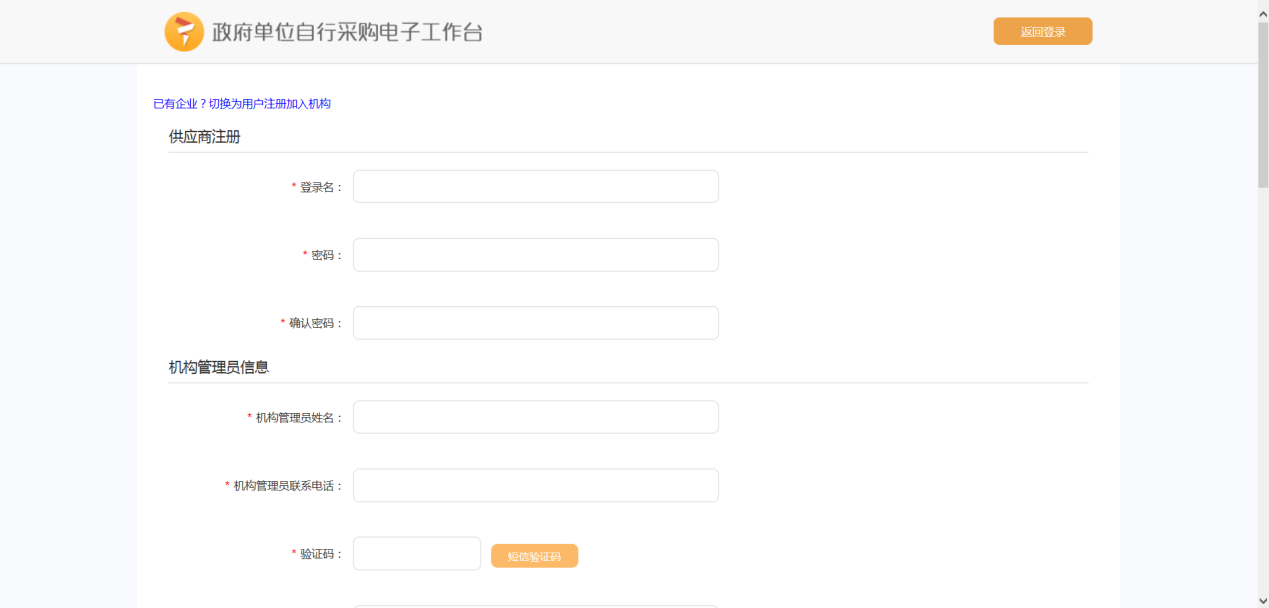 政府单位自行采购电子工作台
返回登录
已有企业？切换为用户注册加入机构
供应商注册
* 登录名：
* 密码：
* 确认密码：
机构管理员信息
* 机构管理员姓名：
* 机构管理员联系电话：
* 验证码：
短信验证码